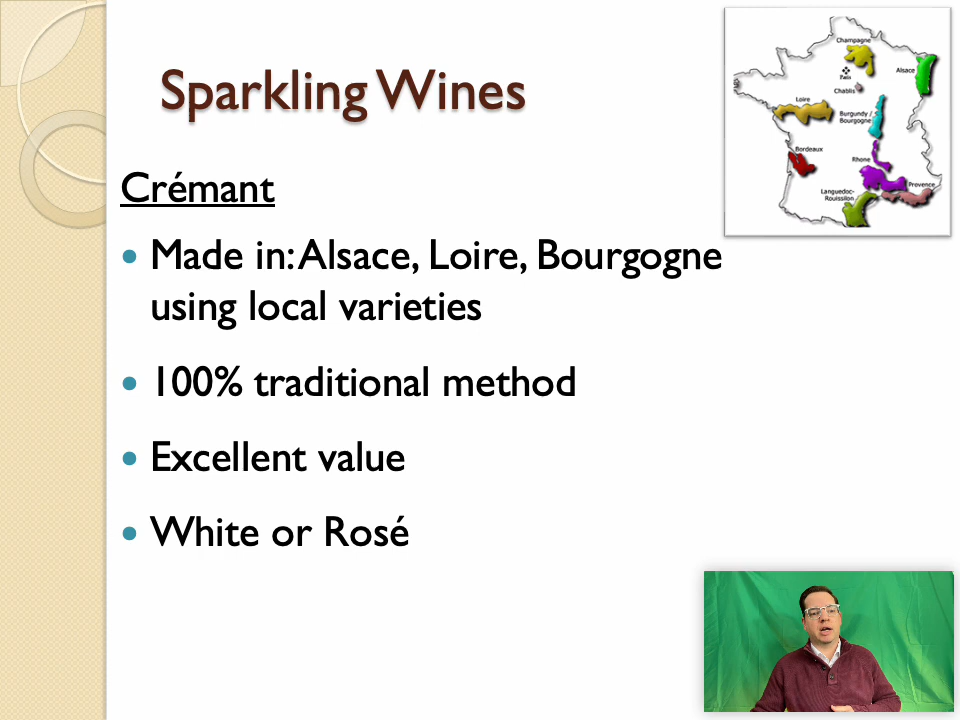 Sparkling Wines
Champagne
Paris
Alsace
Chablis
Loire
Burgundy /
Bourgogne
Bordeaux
Rhone
Provence
Languedoc-
Rouissilon
Crémant
Made in: Alsace, Loire, Bourgogne
using local varieties
100% traditional method
Excellent value
White or Rosé